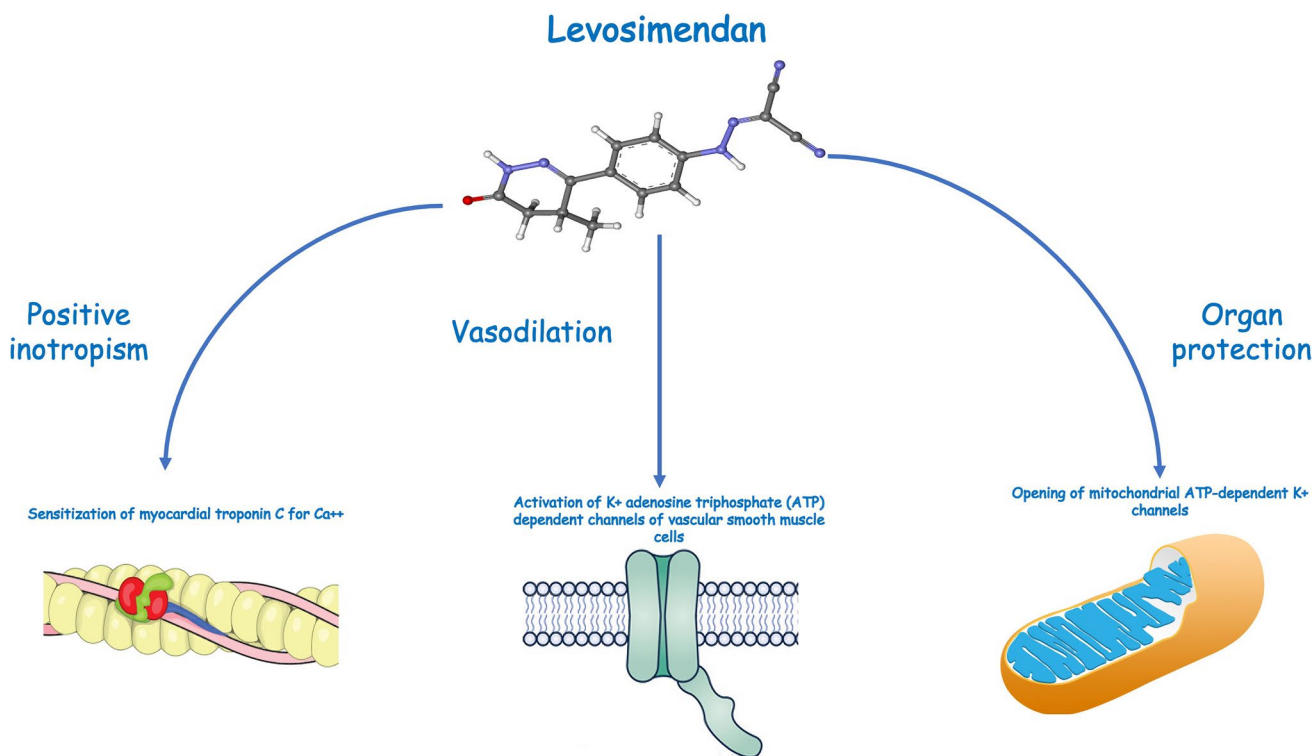 Levosimendan
Positive
inotropism
Vasodilation
Organ
protection
Sensitization of myocardial troponin C for Ca++
Activation of K+ adenosine triphosphate (ATP)
dependent channels of vascular smooth muscle
cells
Opening of mitochondrial ATP-dependent K+
channels